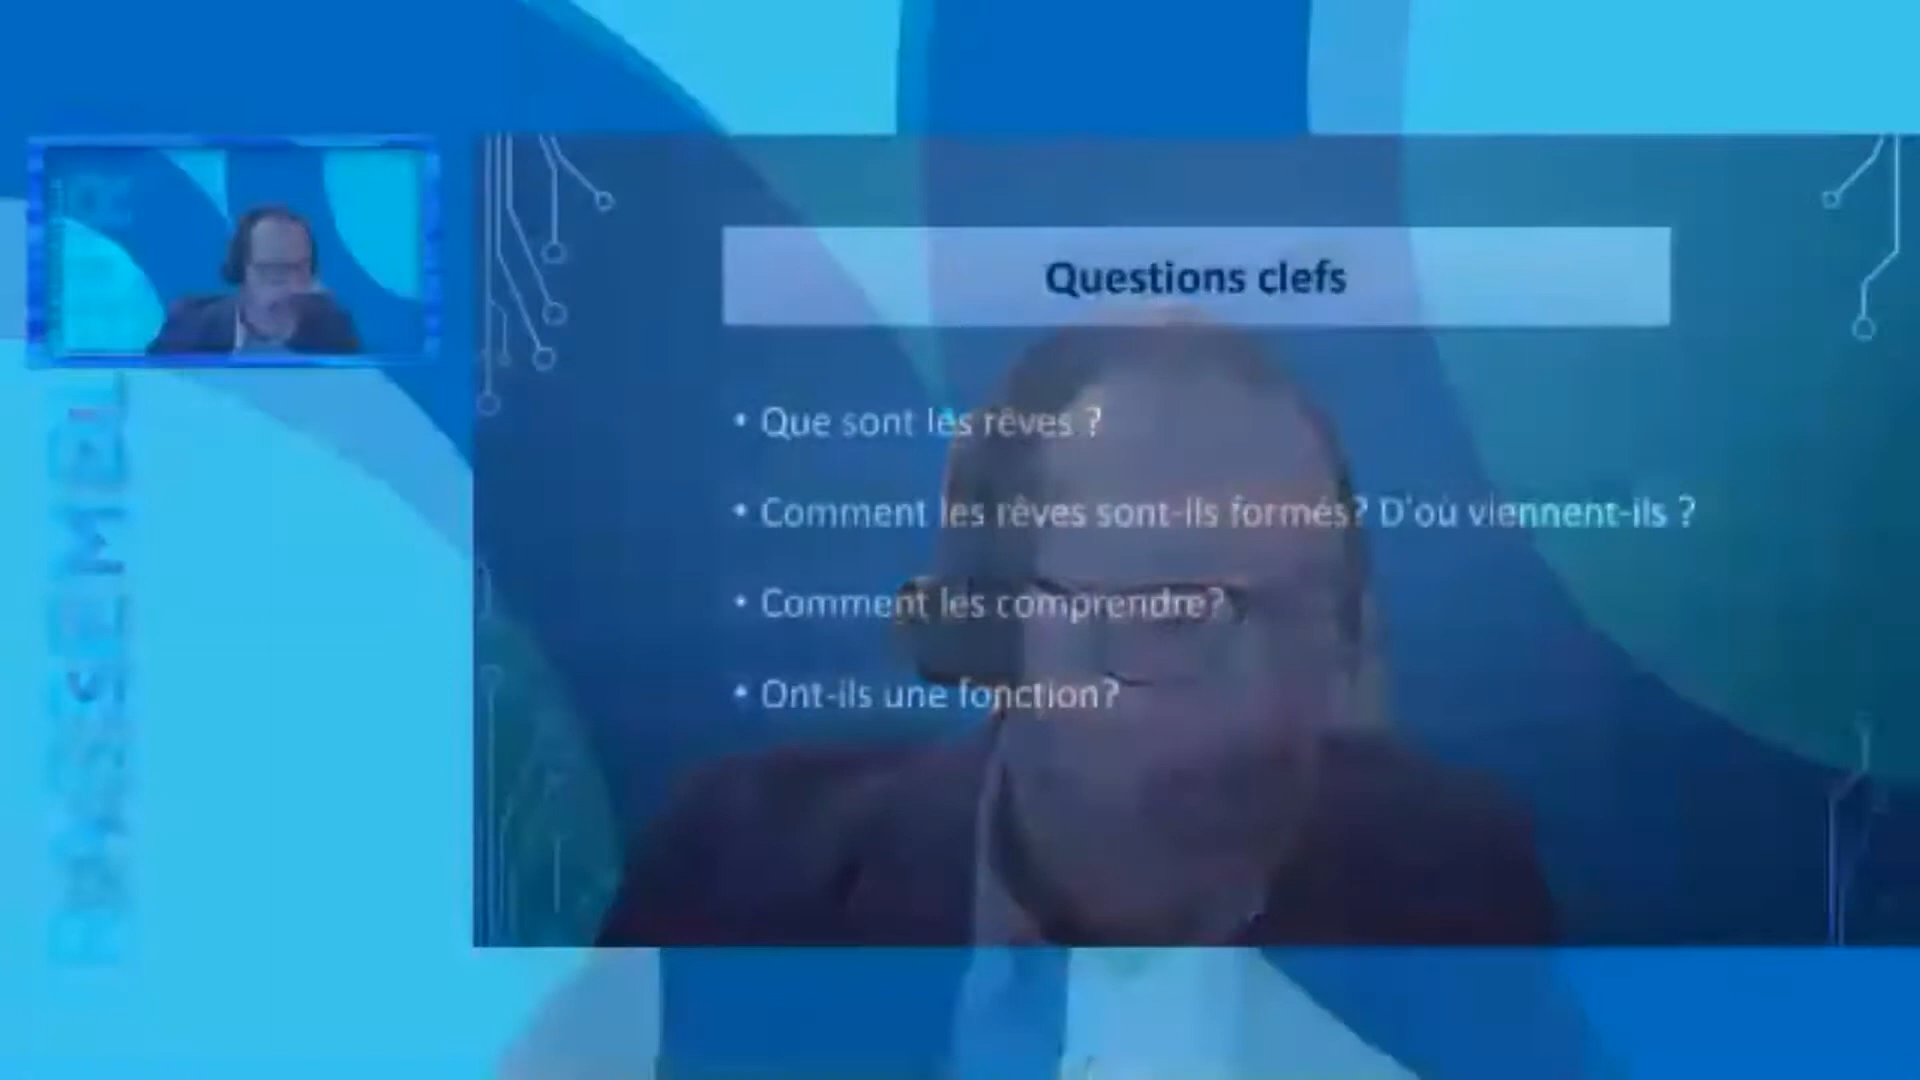 Questions clefs
• Que sont les rêves ?
• Comment les rêves sont-ils formés? D'où viennent-ils ?
• Comment les comprendre?
• Ont-ils une fonction?